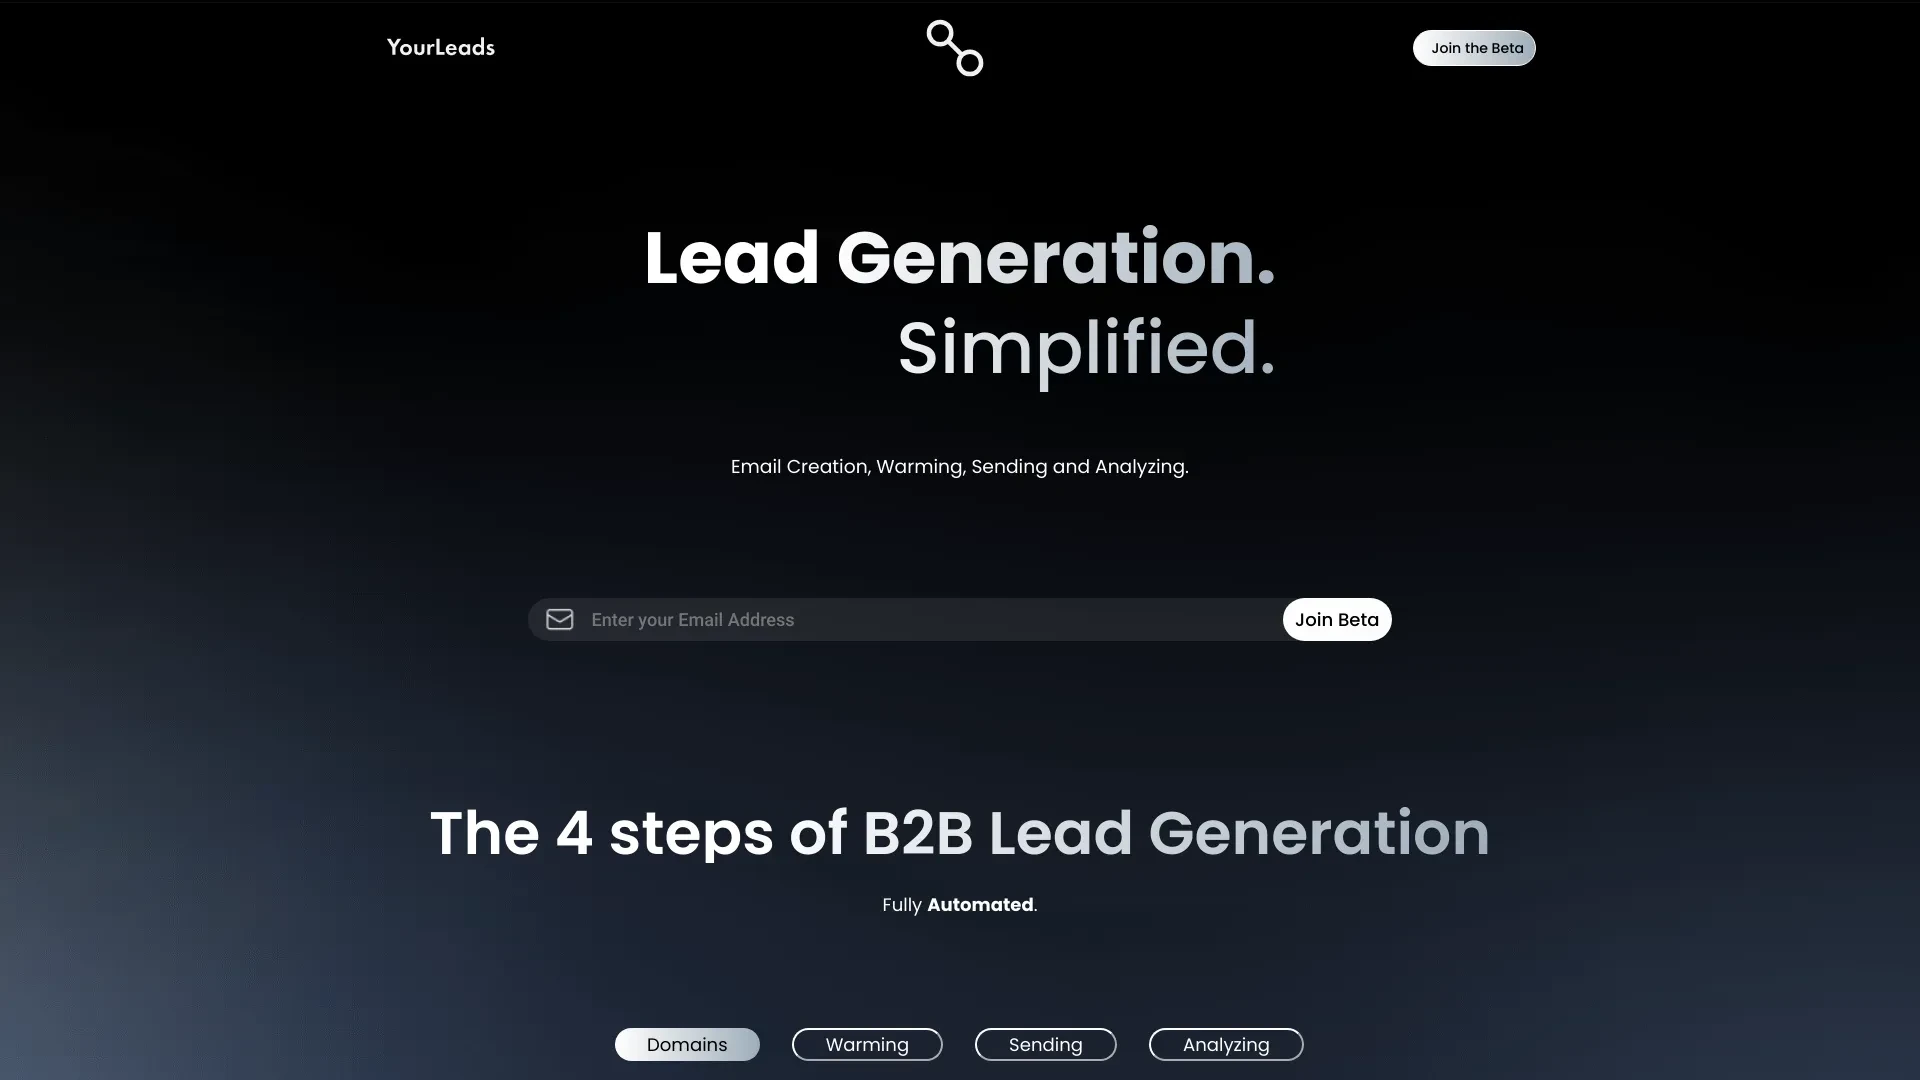 YourLeads
Join the Beta
Lead Generation.
Simplified.
Email Creation, Warming, Sending and Analyzing.
Enter your Email Address
Join Beta
The 4 steps of B2B Lead Generation
Fully Automated.
Domains
Warming
Sending
Analyzing